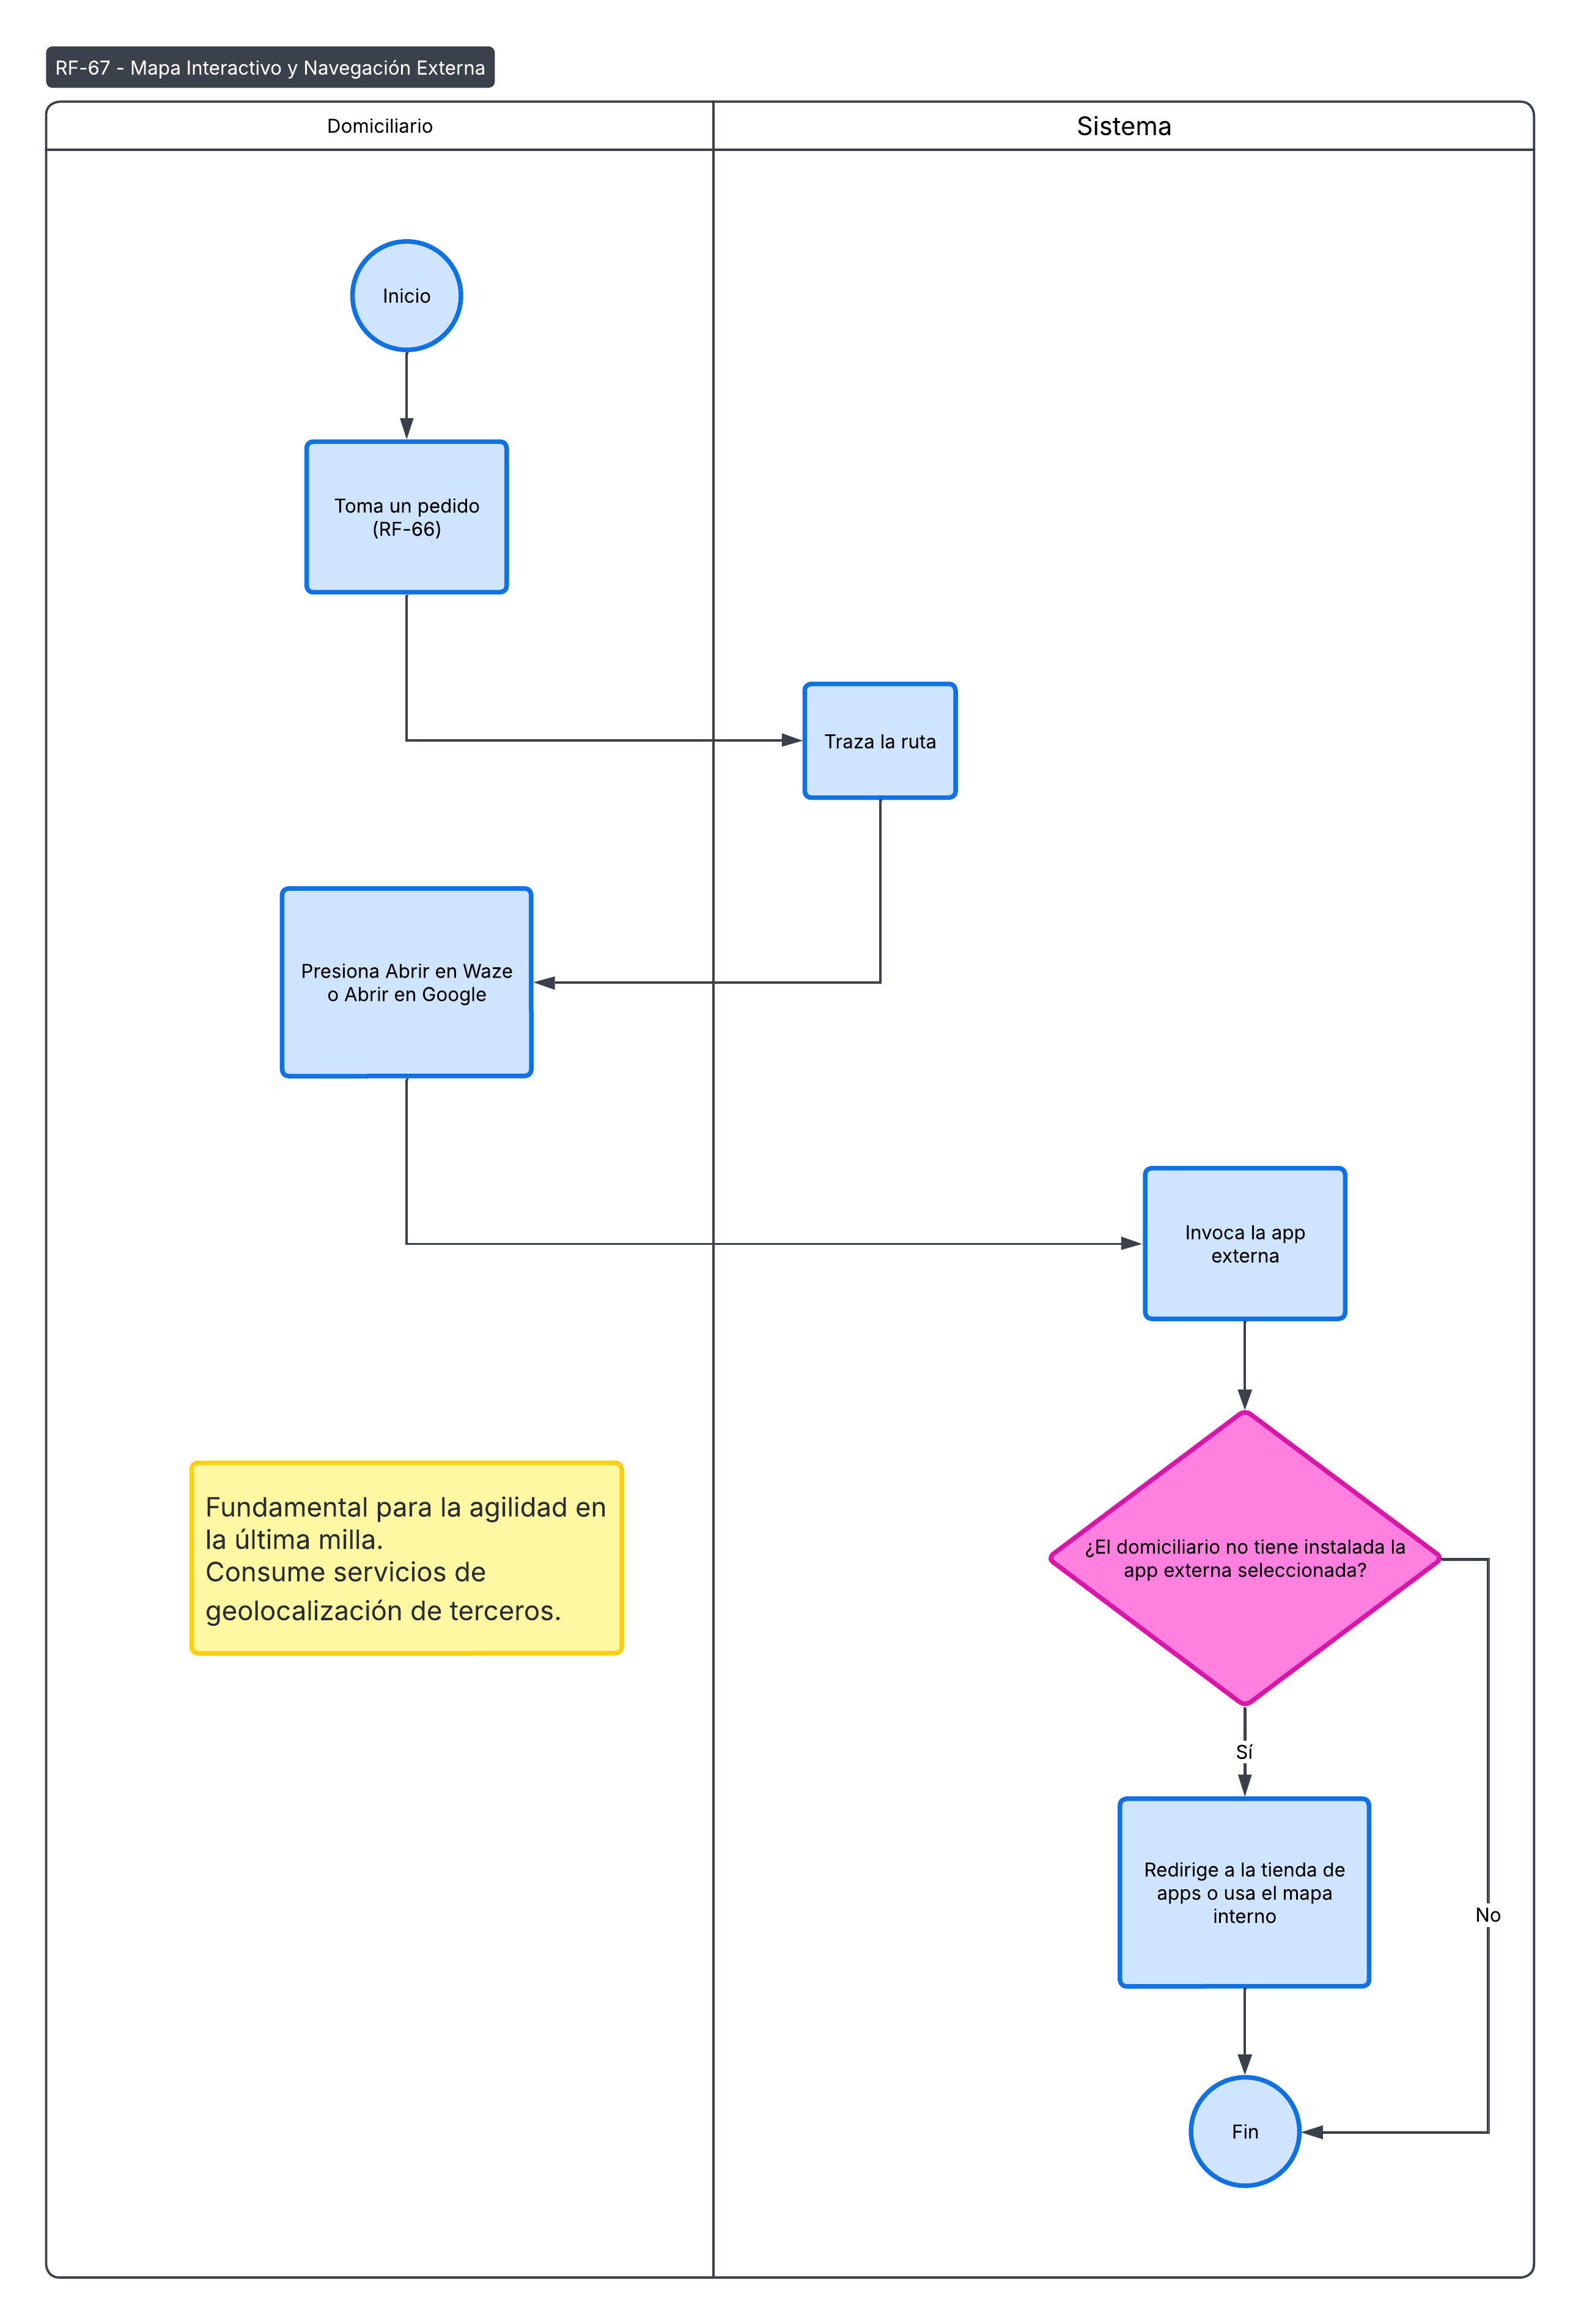 RF-67 - Mapa Interactivo y Navegación Externa
Domiciliario
Sistema
Inicio
Toma un pedido
(RF-66)
Traza la ruta
Presiona Abrir en Waze
o Abrir en Google
Invoca la app
externa
¿El domiciliario no tiene instalada la
app externa seleccionada?
Fundamental para la agilidad en
la última milla.
Consume servicios de
geolocalización de terceros.
Sí
Redirige a la tienda de
apps o usa el mapa
interno
No
Fin